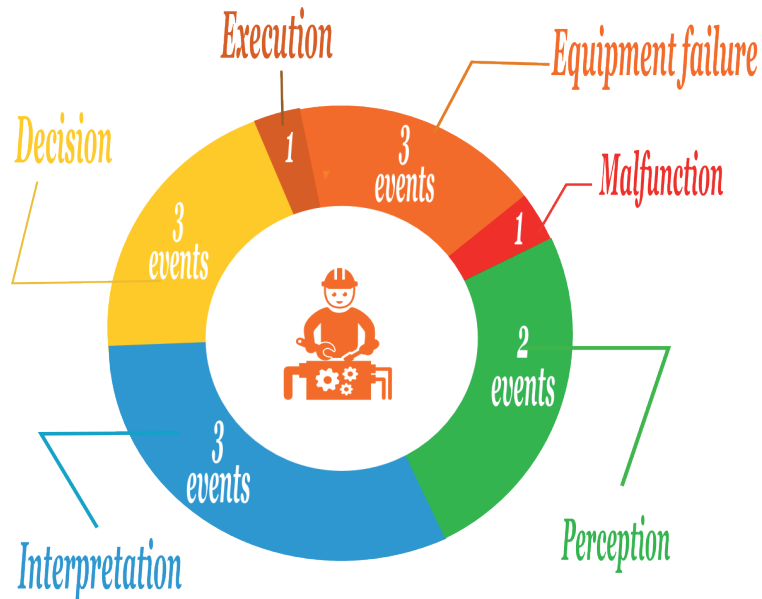 Execution
Equipment failure
Decision
1
3
events
Malfunction
1
3
events
2
events
3
events
Perception
Interpretation